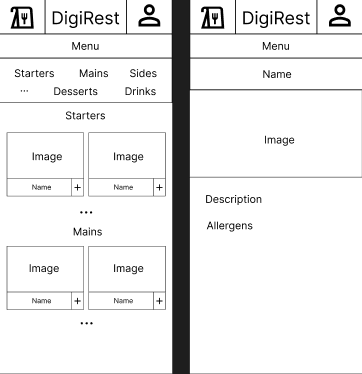 DigiRest
Menu
Starters Mains Sides
... Desserts Drinks
Starters
Image Image
Name + Name +
...
Mains
Image Image
Name + Name +
...
DigiRest
Menu
Name
Image
Description
Allergens